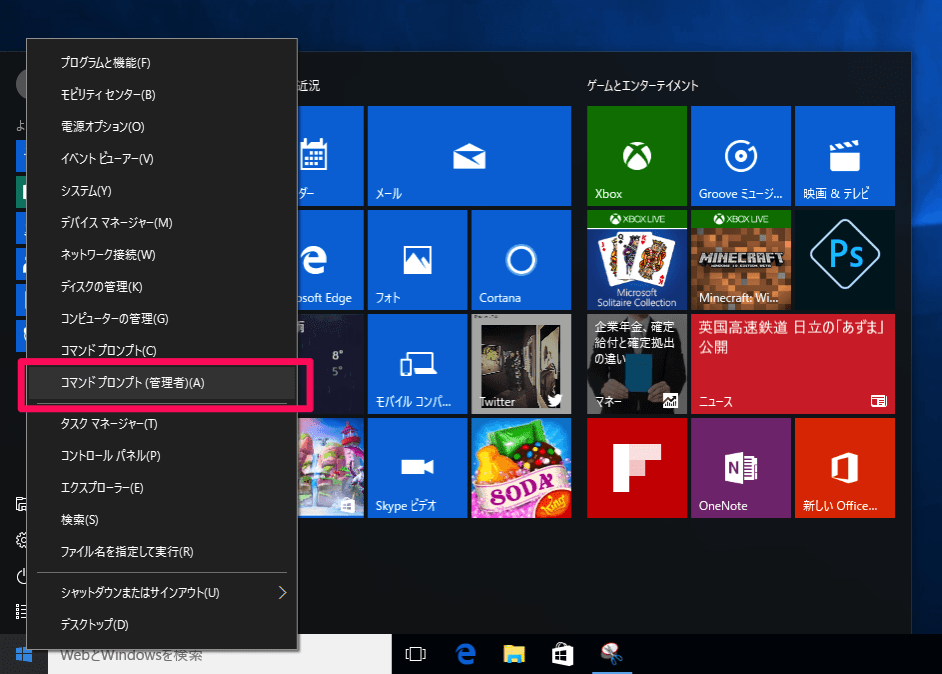 プログラムと機能(F)
モビリティ センター(B)
電源オプション(O)
イベント ビューアー(V)
システム(Y)
デバイス マネージャー(M)
ネットワーク接続(W)
ディスクの管理(K)
コンピューターの管理(G)
コマンド プロンプト(C)
コマンド プロンプト (管理者)(A)
タスク マネージャー(T)
コントロール パネル(P)
エクスプローラー(E)
検索(S)
ファイル名を指定して実行(R)
シャットダウンまたはサインアウト(U)
デスクトップ(D)
WebとWindowsを検索
よ
近況
ダー
メール
osoft Edge
フォト
Cortana
有
8°
5°
モバイル コンパ...
Twitter
Skype ビデオ
SODA
King
ゲームとエンターテイメント
Xbox
Groove ミュージ...
映画 & テレビ
XBOX LIVE
Microsoft
Solitaire Collection
XBOX LIVE
MINECRAFT
WINDOWS 10 EDITION BETA
Minecraft: Wi...
Ps
企業年金、確定
給付と確定拠出
の違い
マネー
英国高速鉄道 日立の「あずま」
公開
ニュース
OneNote
新しい Office...